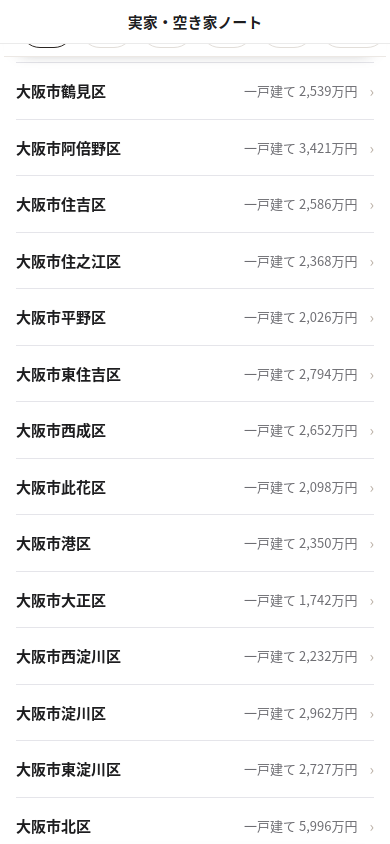 実家・空き家ノート
大阪市鶴見区 一戸建て 2,539万円 ›
大阪市阿倍野区 一戸建て 3,421万円 ›
大阪市住吉区 一戸建て 2,586万円 ›
大阪市住之江区 一戸建て 2,368万円 ›
大阪市平野区 一戸建て 2,026万円 ›
大阪市東住吉区 一戸建て 2,794万円 ›
大阪市西成区 一戸建て 2,652万円 ›
大阪市此花区 一戸建て 2,098万円 ›
大阪市港区 一戸建て 2,350万円 ›
大阪市大正区 一戸建て 1,742万円 ›
大阪市西淀川区 一戸建て 2,232万円 ›
大阪市淀川区 一戸建て 2,962万円 ›
大阪市東淀川区 一戸建て 2,727万円 ›
大阪市北区 一戸建て 5,996万円 ›